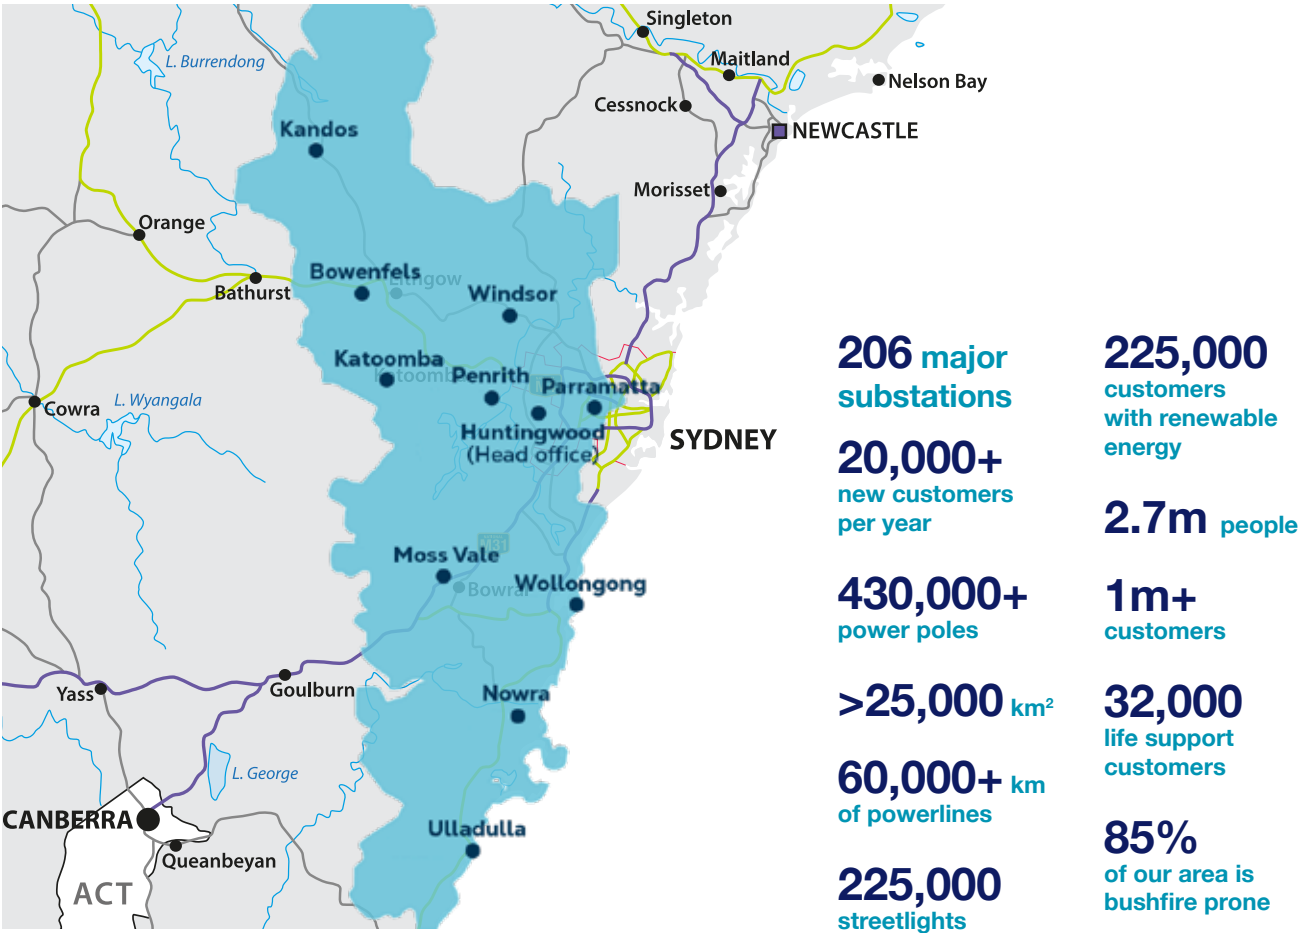 Singleton
L. Burrendong
Maitland
Nelson Bay
Cessnock
Kandos
NEWCASTLE
Morisset
Orange
Bowenfels
Lithgow
Bathurst
Windsor
Katoomba
Katoomba
Penrith
Parramatta
L. Wyangala
Cowra
Huntingwood
(Head office)
SYDNEY
M31
Moss Vale
Wollongong
Bowral
Goulburn
Yass
Nowra
L. George
CANBERRA
Ulladulla
Queanbeyan
ACT
206 major
substations
20,000+
new customers
per year
430,000+
power poles
>25,000 km²
60,000+ km
of powerlines
225,000
streetlights
225,000
customers
with renewable
energy
2.7m people
1m+
customers
32,000
life support
customers
85%
of our area is
bushfire prone